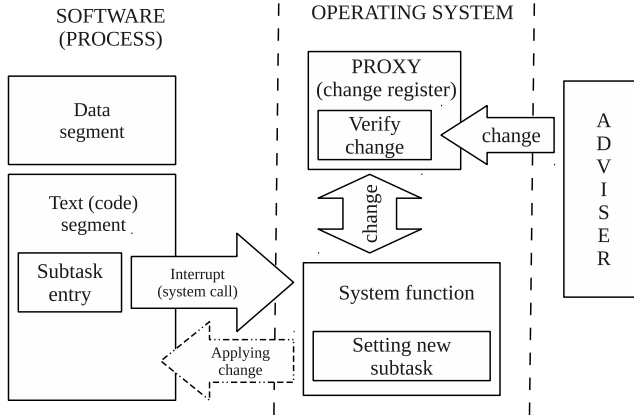 SOFTWARE
(PROCESS)
OPERATING SYSTEM
Data
segment
Text (code)
segment
Subtask
entry
Interrupt
(system call)
Applying
change
PROXY
(change register)
Verify
change
change
change
System function
Setting new
subtask
A
D
V
I
S
E
R